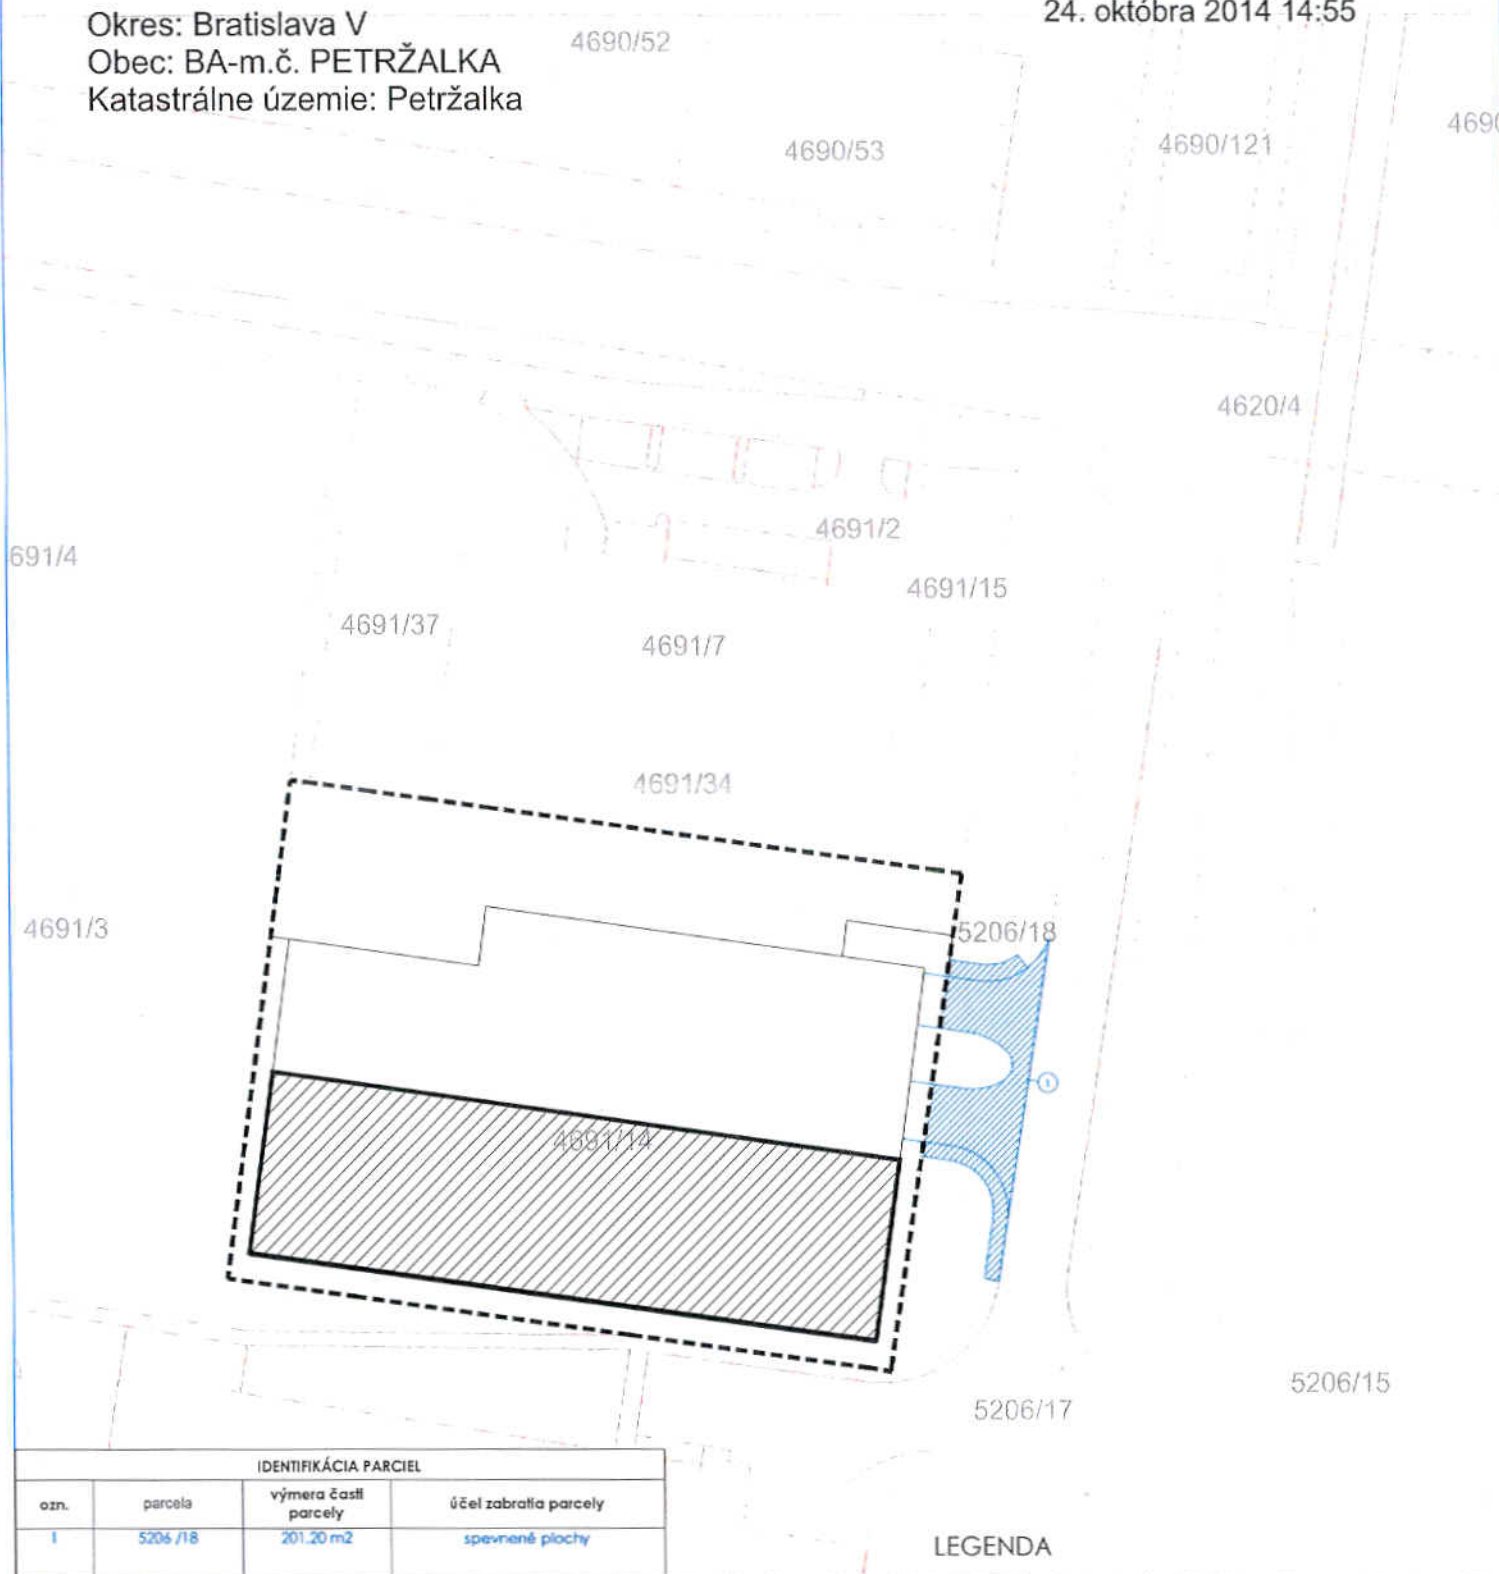 Okres: Bratislava V
Obec: BA-m.č. PETRŽALKA
Katastrálne územie: Petržalka
24. októbra 2014 14:55
4690/52
4690/53
4690/121
4620/4
4691/2
691/4
4691/15
4691/37
4691/7
4691/34
4691/3
5206/18
1
4691/14
5206/15
5206/17
IDENTIFIKÁCIA PARCIEL
ozn.
parcela
výmera časti
parcely
účel zabratia parcely
1
5206 /18
201.20 m2
spevnené plochy
LEGENDA